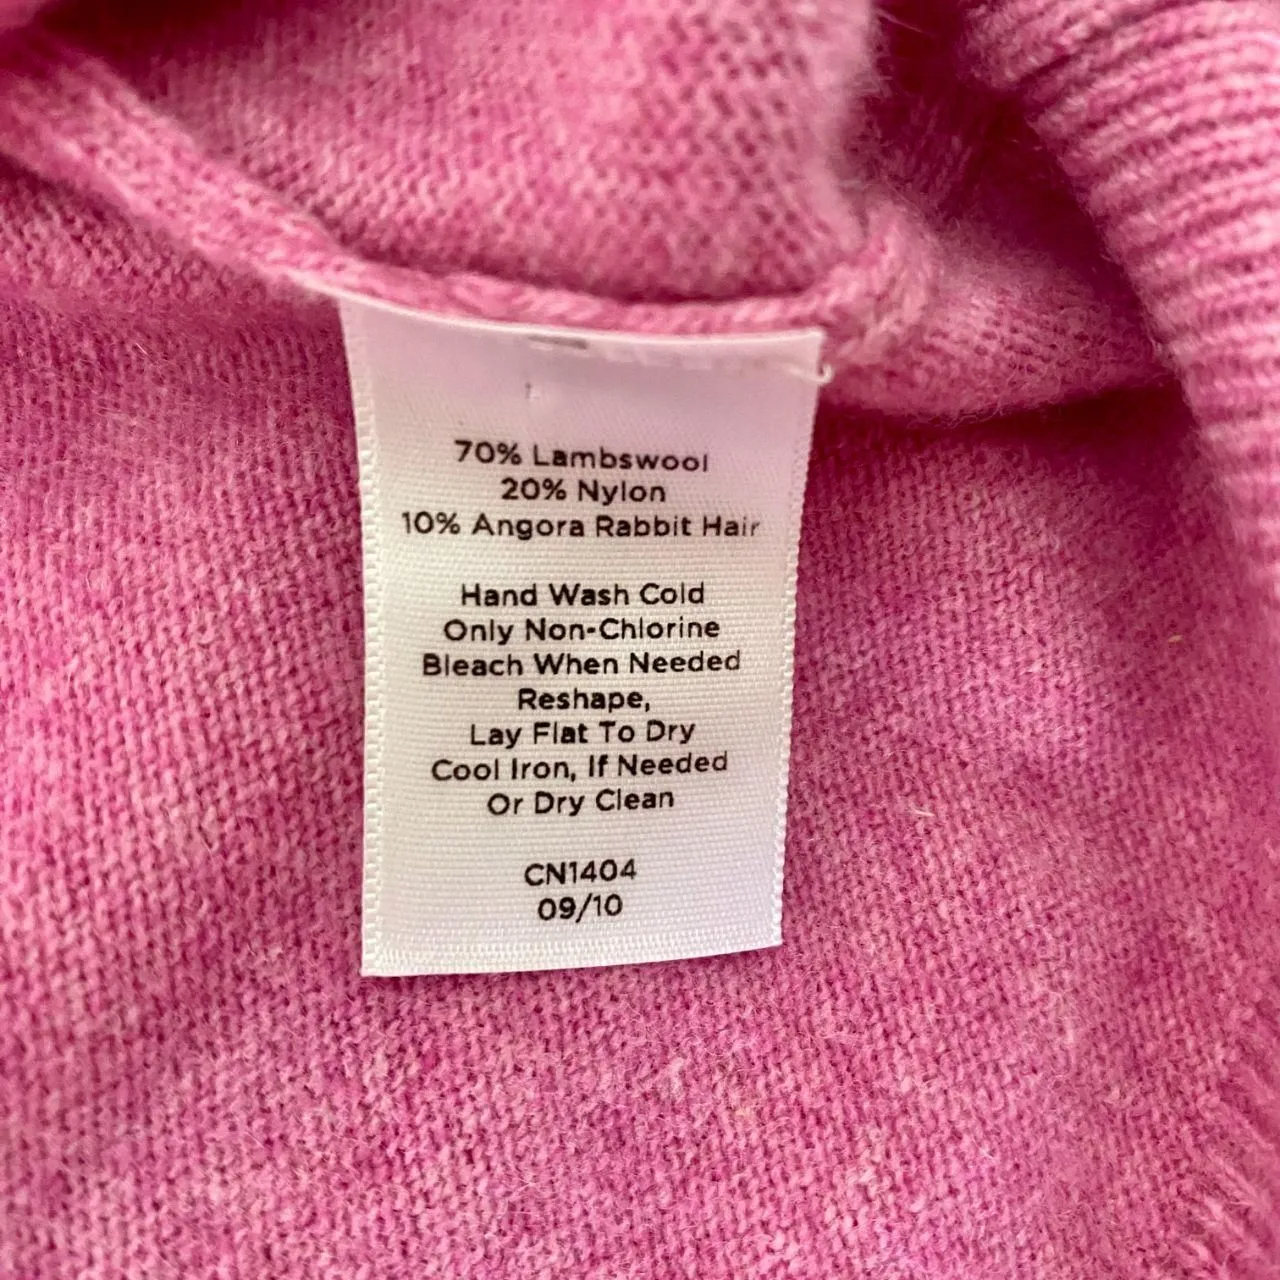 70% Lambswool
20% Nylon
10% Angora Rabbit Hair
Hand Wash Cold
Only Non-Chlorine
Bleach When Needed
Reshape,
Lay Flat To Dry
Cool Iron, If Needed
Or Dry Clean
CN1404
09/10